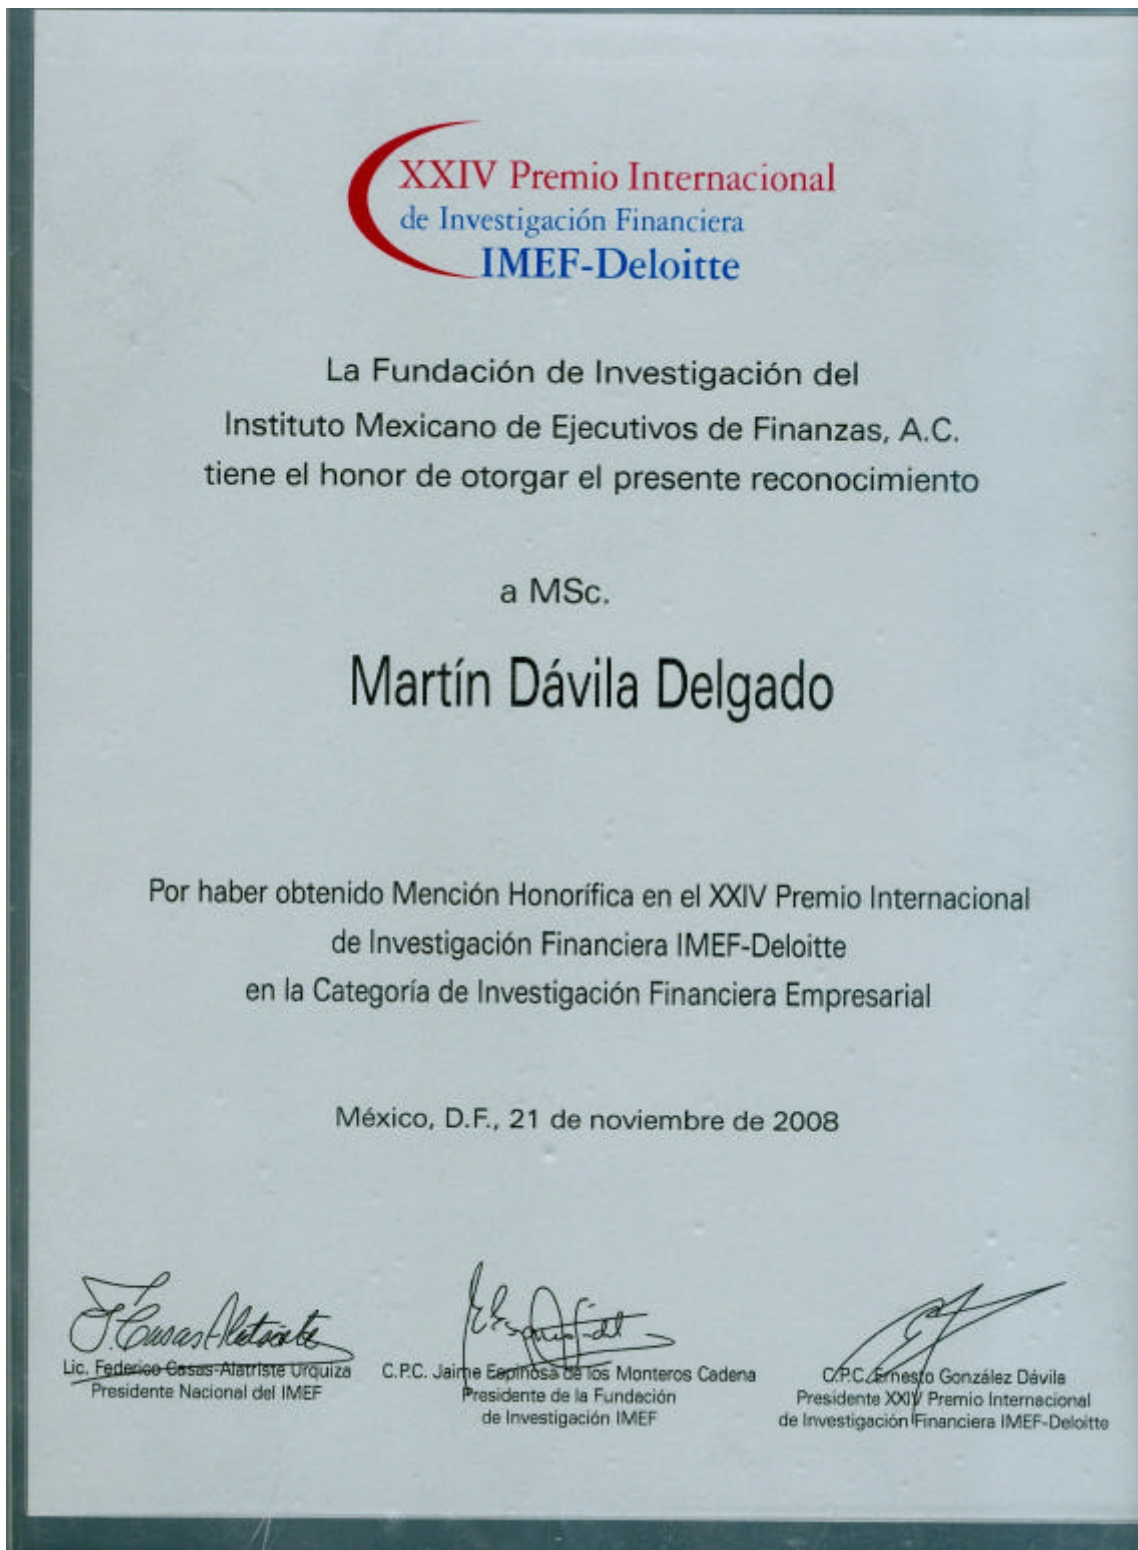 XXIV Premio Internacional
de Investigación Financiera
IMEF-Deloitte
La Fundación de Investigación del
Instituto Mexicano de Ejecutivos de Finanzas, A.C.
tiene el honor de otorgar el presente reconocimiento
a MSc.
Martín Dávila Delgado
Por haber obtenido Mención Honorífica en el XXIV Premio Internacional
de Investigación Financiera IMEF-Deloitte
en la Categoría de Investigación Financiera Empresarial
México, D.F., 21 de noviembre de 2008
Lic. Federico Casas-Alatriste Urquiza
Presidente Nacional del IMEF
C.P.C. Jaime Espinosa de los Monteros Cadena
Presidente de la Fundación
de Investigación IMEF
C.P.C. Ernesto González Dávila
Presidente XXIV Premio Internacional
de Investigación Financiera IMEF-Deloitte